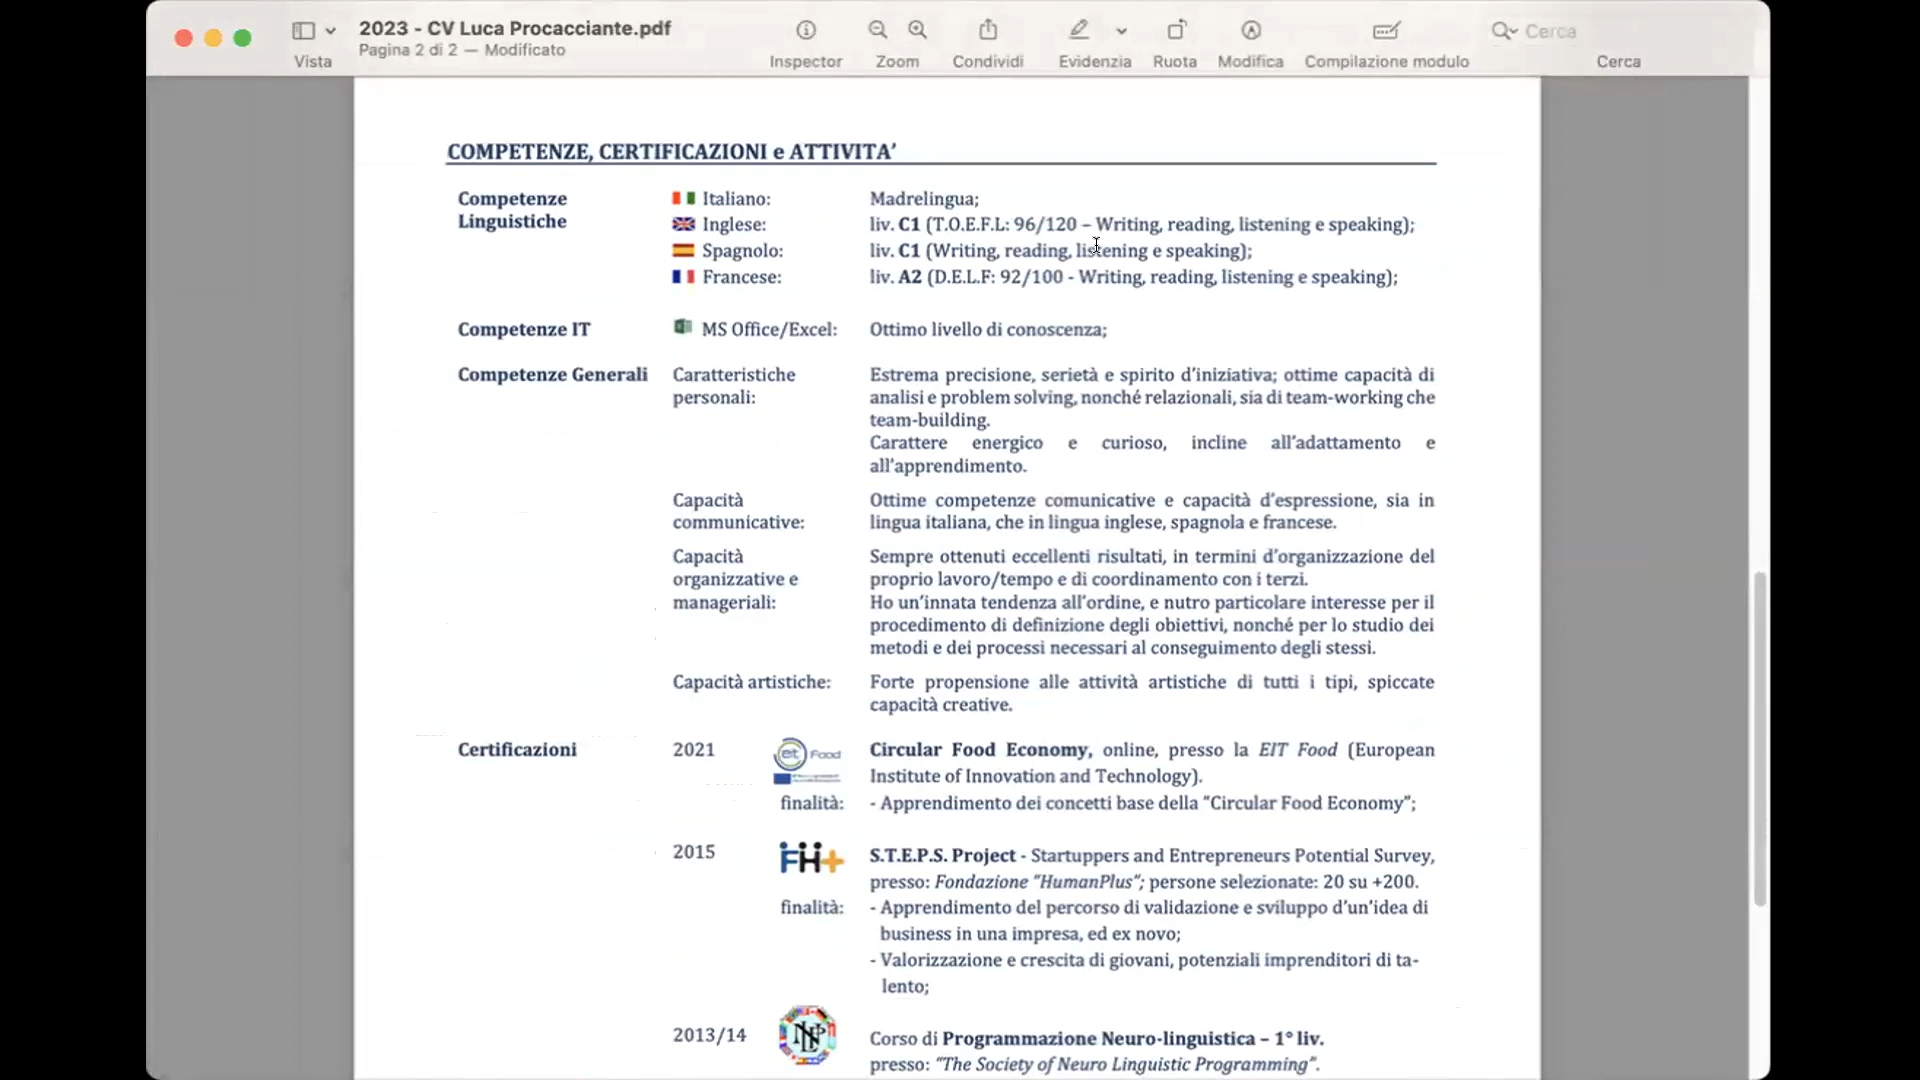 2023 - CV Luca Procacciante.pdf
Pagina 2 di 2 — Modificato
Vista
Inspector
Zoom
Condividi
Evidenzia
Ruota
Modifica
Compilazione modulo
Cerca
Cerca
COMPETENZE, CERTIFICAZIONI e ATTIVITA’
Competenze Linguistiche
Italiano: Madrelingua;
Inglese: liv. C1 (T.O.E.F.L: 96/120 – Writing, reading, listening e speaking);
Spagnolo: liv. C1 (Writing, reading, listening e speaking);
Francese: liv. A2 (D.E.L.F: 92/100 - Writing, reading, listening e speaking);
Competenze IT MS Office/Excel: Ottimo livello di conoscenza;
Competenze Generali
Caratteristiche
personali:
Estrema precisione, serietà e spirito d’iniziativa; ottime capacità di
analisi e problem solving, nonché relazionali, sia di team-working che
team-building.
Carattere energico e curioso, incline all’adattamento e
all’apprendimento.
Capacità
communicative:
Ottime competenze comunicative e capacità d’espressione, sia in
lingua italiana, che in lingua inglese, spagnola e francese.
Capacità
organizzative e
manageriali:
Sempre ottenuti eccellenti risultati, in termini d’organizzazione del
proprio lavoro/tempo e di coordinamento con i terzi.
Ho un’innata tendenza all’ordine, e nutro particolare interesse per il
procedimento di definizione degli obiettivi, nonché per lo studio dei
metodi e dei processi necessari al conseguimento degli stessi.
Capacità artistiche:
Forte propensione alle attività artistiche di tutti i tipi, spiccate
capacità creative.
Certificazioni
2021
eit Food
Circular Food Economy, online, presso la EIT Food (European
Institute of Innovation and Technology).
finalità: - Apprendimento dei concetti base della “Circular Food Economy”;
2015
FH+
S.T.E.P.S. Project - Startuppers and Entrepreneurs Potential Survey,
presso: Fondazione “HumanPlus”; persone selezionate: 20 su +200.
finalità: - Apprendimento del percorso di validazione e sviluppo d’un’idea di
business in una impresa, ed ex novo;
- Valorizzazione e crescita di giovani, potenziali imprenditori di ta-
lento;
2013/14
NLP
Corso di Programmazione Neuro-linguistica – 1° liv.
presso: “The Society of Neuro Linguistic Programming”.